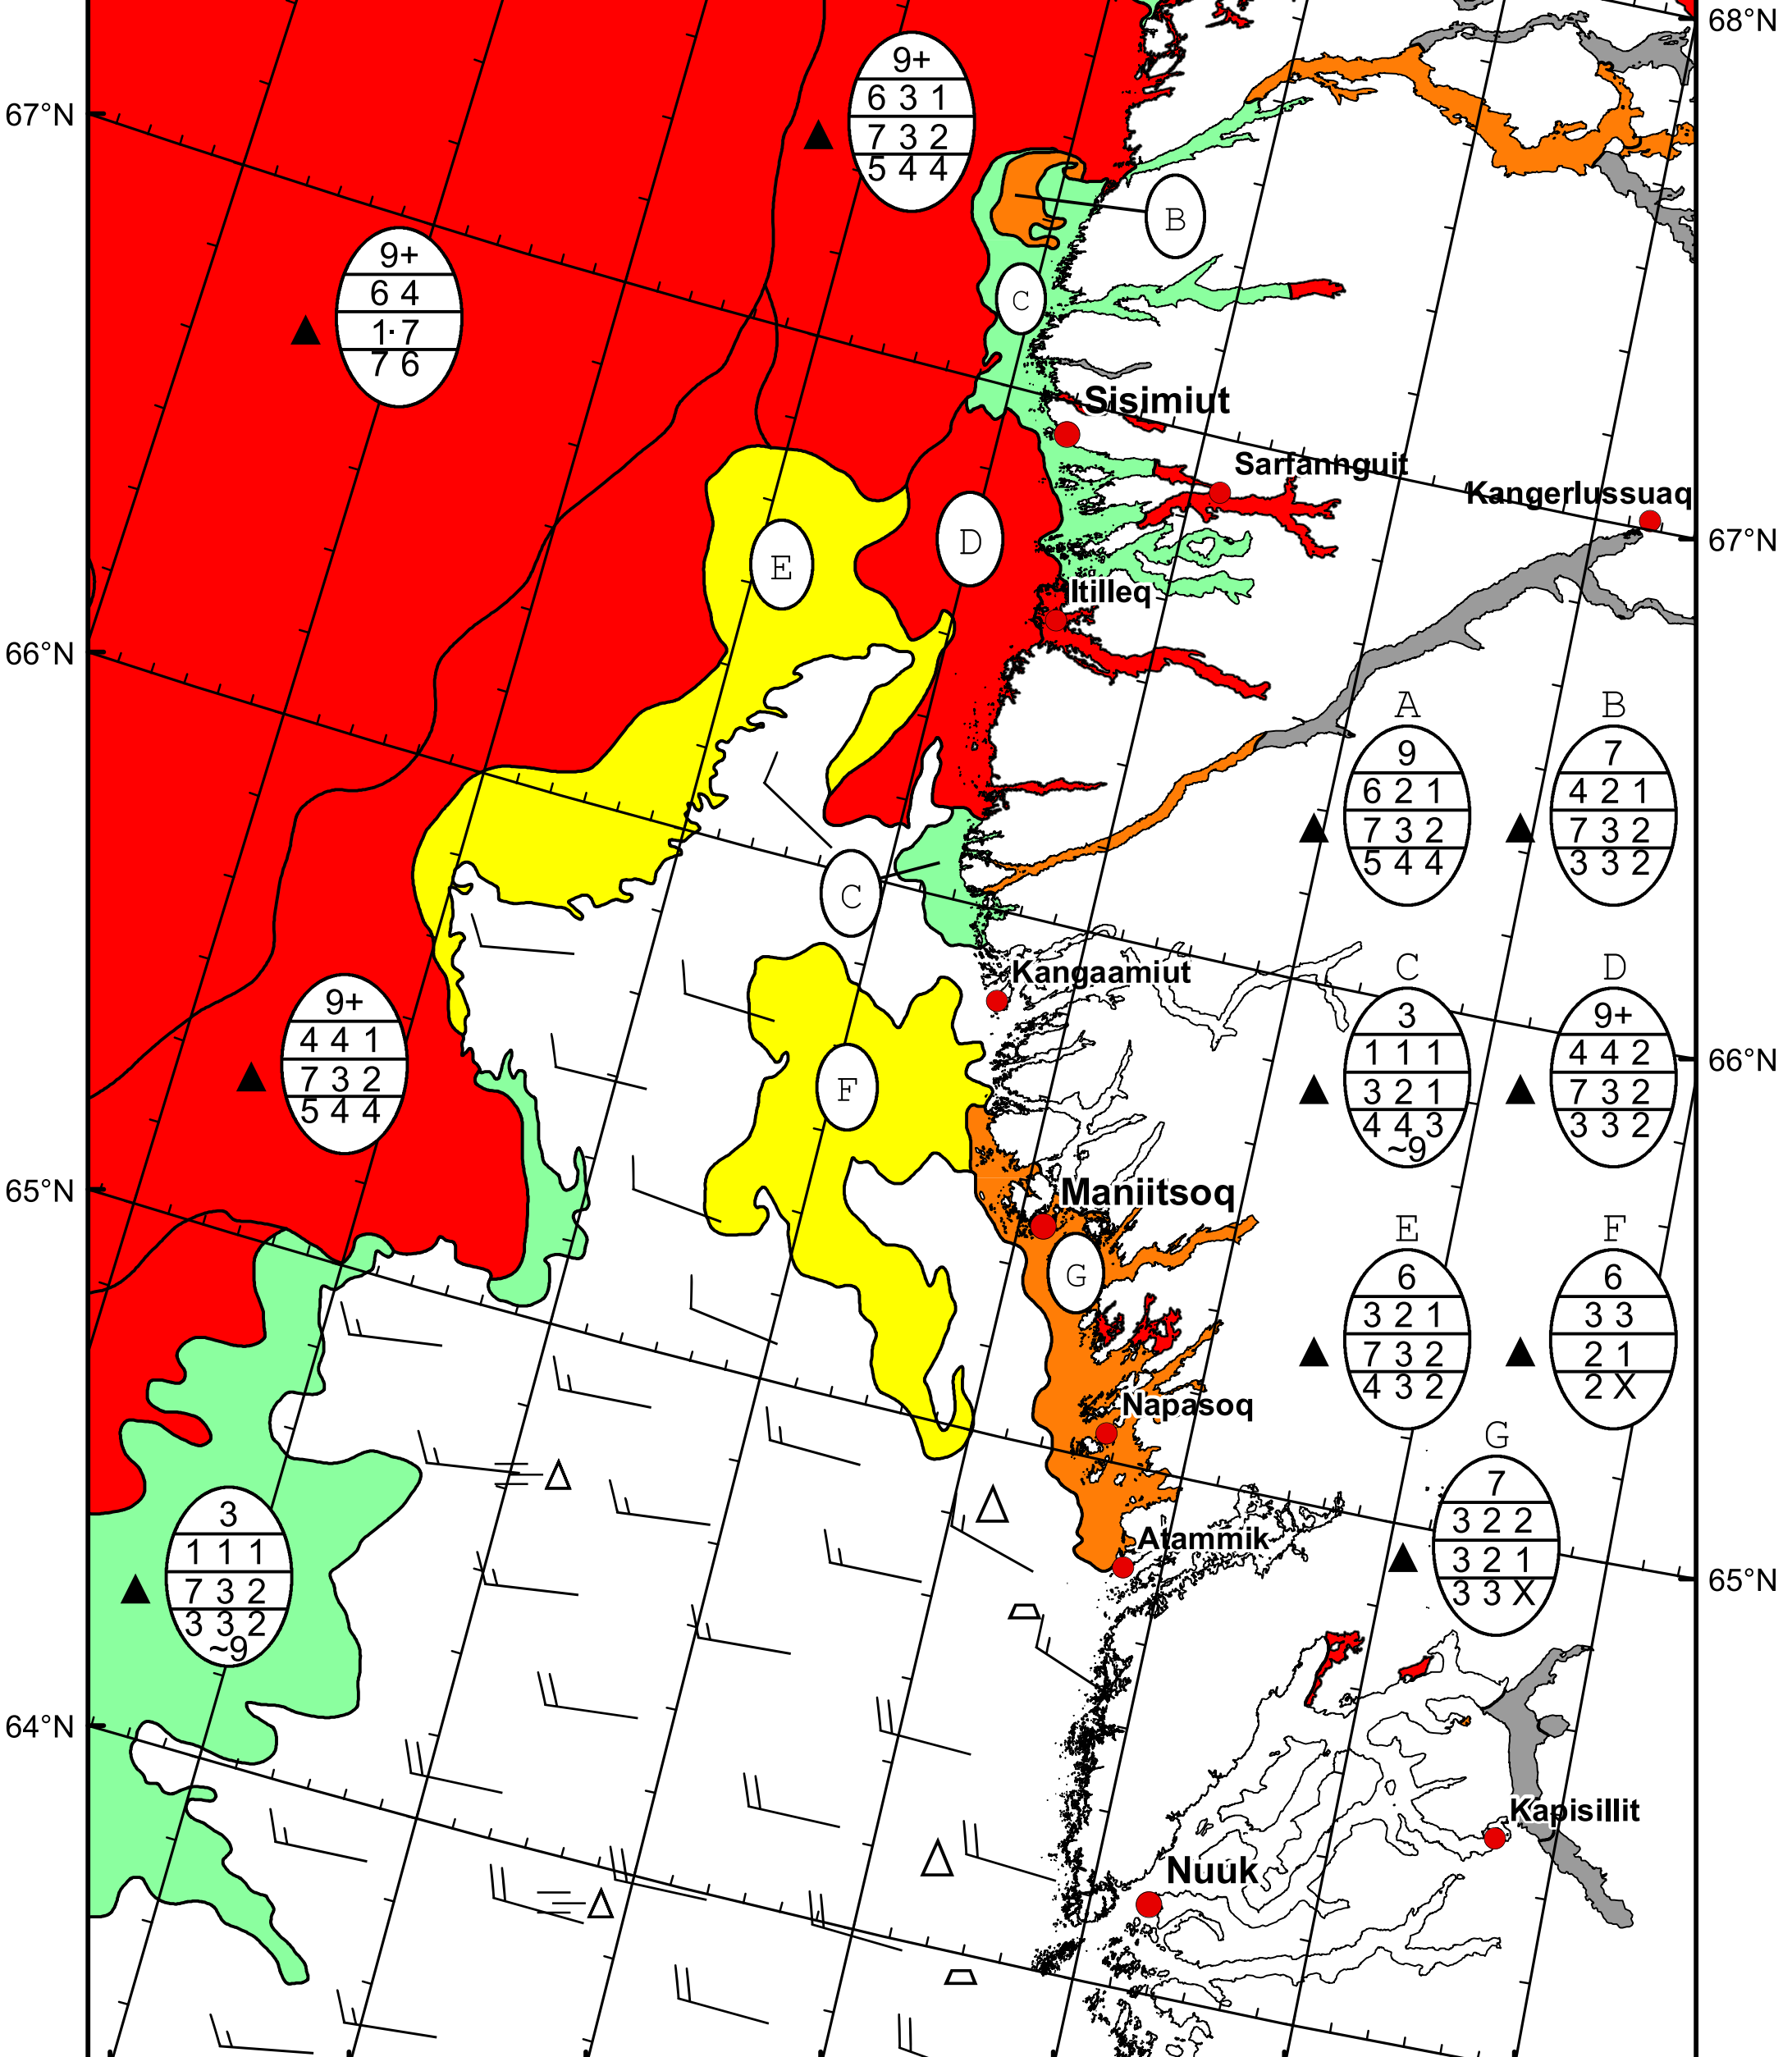 68°N
9+
6 3 1
7 3 2
5 4 4
67°N
B
9+
6 4
1· 7
7 6
C
Sisimiut
Sarfannguit
Kangerlussuaq
D
67°N
E
Itilleq
66°N
A
9
6 2 1
7 3 2
5 4 4
B
7
4 2 1
7 3 2
3 3 2
C
Kangaamiut
9+
4 4 1
7 3 2
5 4 4
C
3
1 1 1
3 2 1
4 4 3
~9
D
9+
4 4 2
7 3 2
3 3 2
66°N
F
65°N
Maniitsoq
G
E
6
3 2 1
7 3 2
4 3 2
F
6
3 3
2 1
2 X
Napasoq
G
7
3 2 2
3 2 1
3 3 X
3
1 1 1
7 3 2
3 3 2
~9
Atammik
65°N
64°N
Kapisillit
Nuuk